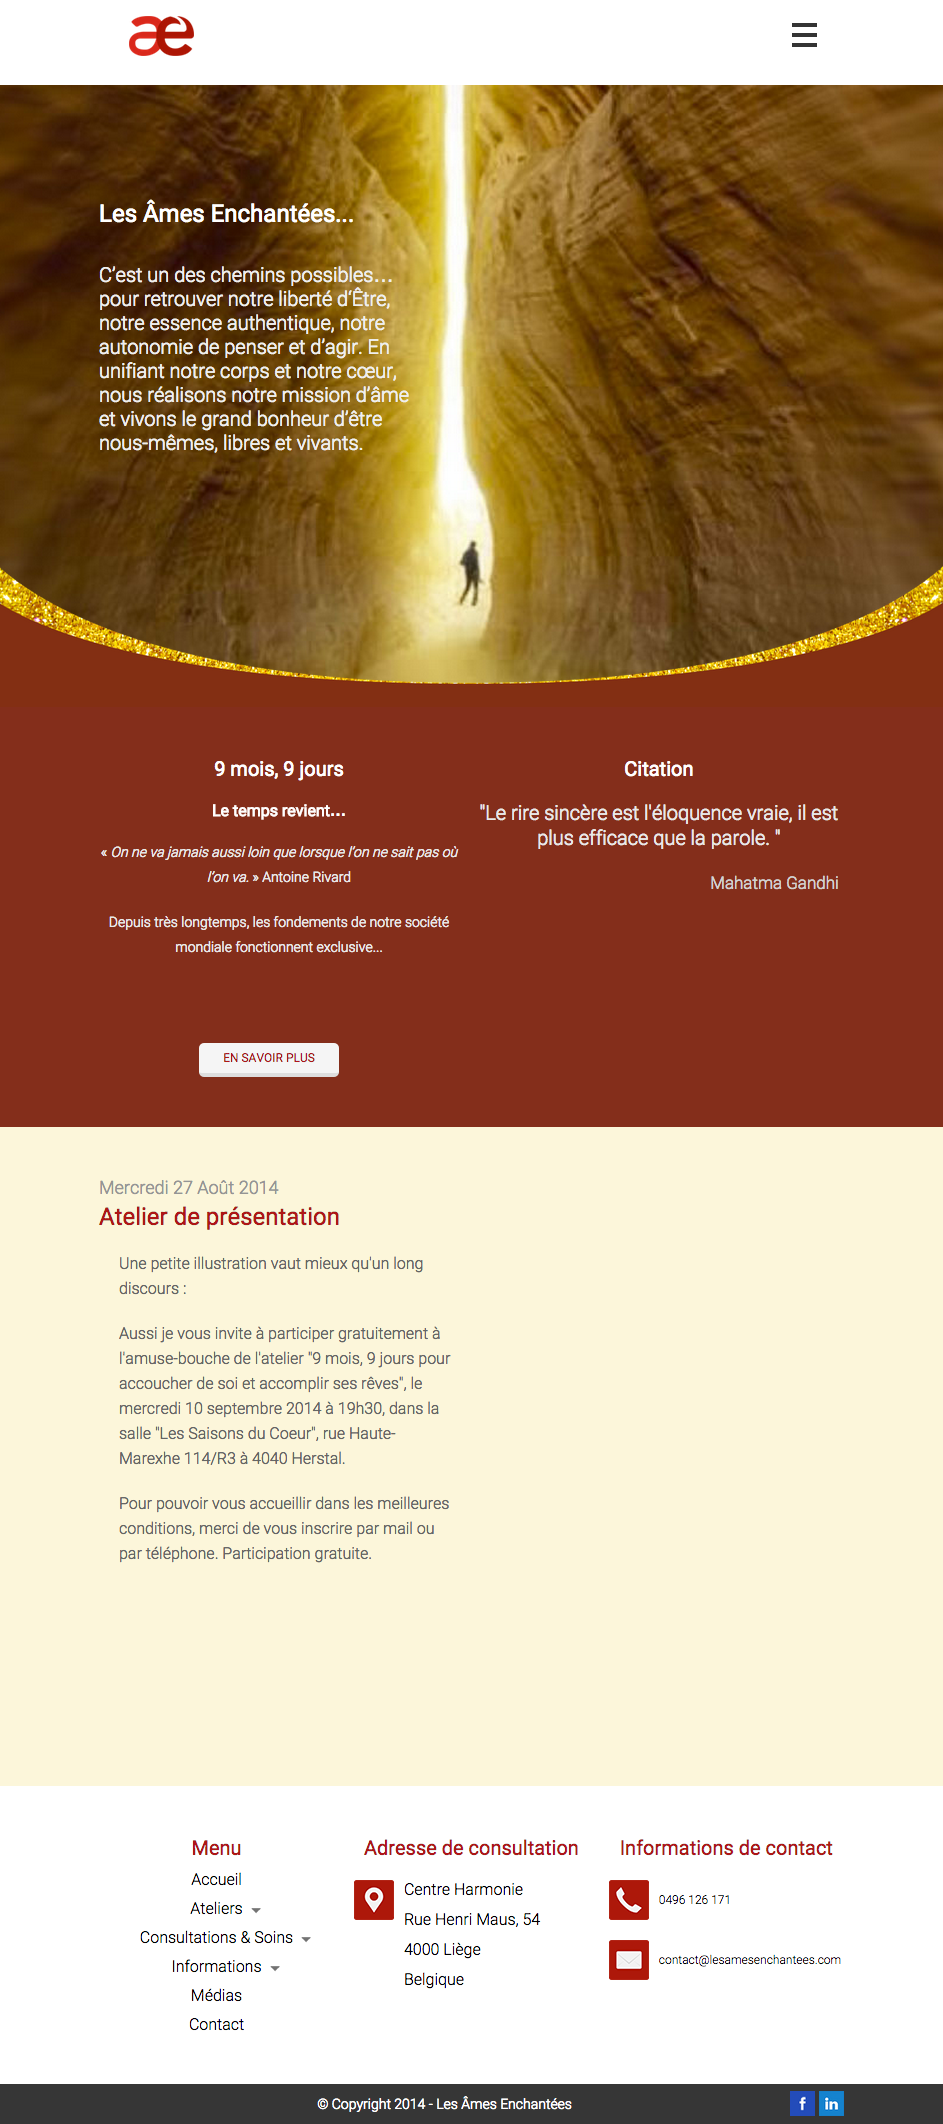 æ
Les Âmes Enchantées...
C'est un des chemins possibles…
pour retrouver notre liberté d'Être,
notre essence authentique, notre
autonomie de penser et d'agir. En
unifiant notre corps et notre cœur,
nous réalisons notre mission d'âme
et vivons le grand bonheur d'être
nous-mêmes, libres et vivants.
9 mois, 9 jours
Le temps revient…
« On ne va jamais aussi loin que lorsque l'on ne sait pas où
l'on va. » Antoine Rivard
Depuis très longtemps, les fondements de notre société
mondiale fonctionnent exclusive...
EN SAVOIR PLUS
Citation
"Le rire sincère est l'éloquence vraie, il est
plus efficace que la parole. "
Mahatma Gandhi
Mercredi 27 Août 2014
Atelier de présentation
Une petite illustration vaut mieux qu'un long
discours :
Aussi je vous invite à participer gratuitement à
l'amuse-bouche de l'atelier "9 mois, 9 jours pour
accoucher de soi et accomplir ses rêves", le
mercredi 10 septembre 2014 à 19h30, dans la
salle "Les Saisons du Coeur", rue Haute-
Marexhe 114/R3 à 4040 Herstal.
Pour pouvoir vous accueillir dans les meilleures
conditions, merci de vous inscrire par mail ou
par téléphone. Participation gratuite.
Menu
Accueil
Ateliers
Consultations & Soins
Informations
Médias
Contact
Adresse de consultation
Centre Harmonie
Rue Henri Maus, 54
4000 Liège
Belgique
Informations de contact
0496 126 171
contact@lesamesenchantees.com
© Copyright 2014 - Les Âmes Enchantées
f in